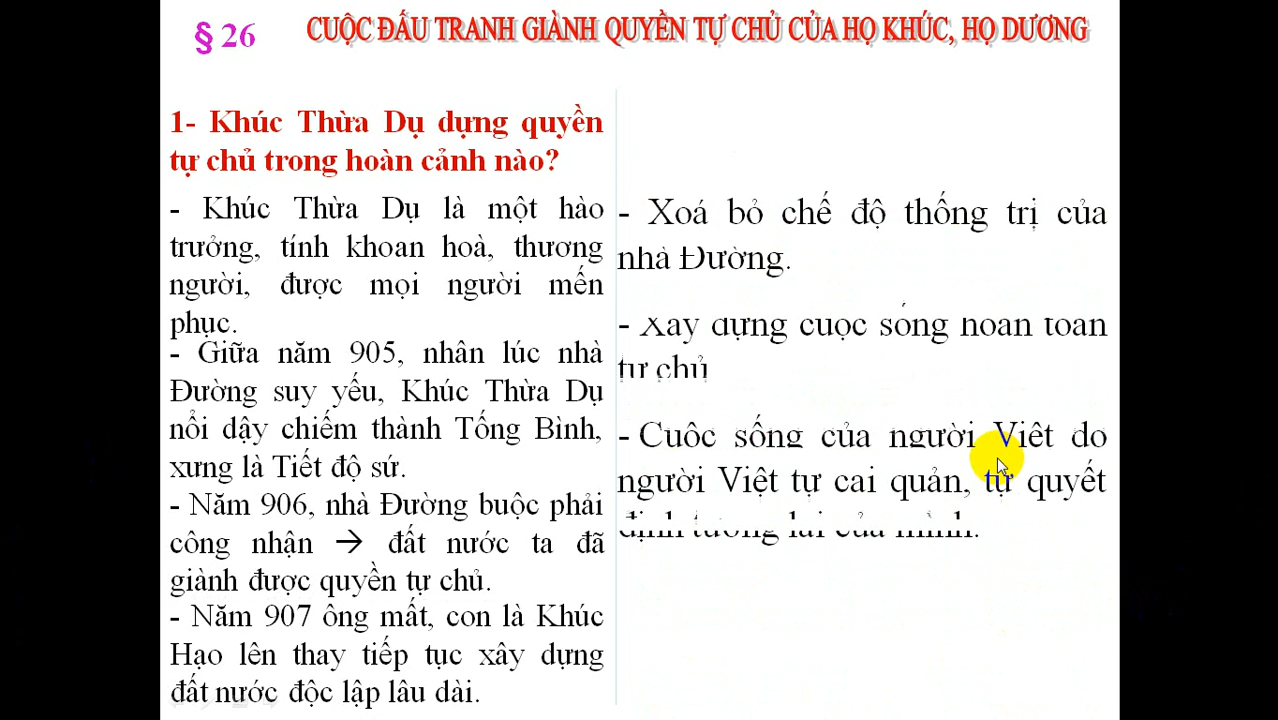 § 26
CUỘC ĐẤU TRANH GIÀNH QUYỀN TỰ CHỦ CỦA HỌ KHÚC, HỌ DƯƠNG
1- Khúc Thừa Dụ dựng quyền
tự chủ trong hoàn cảnh nào?
- Khúc Thừa Dụ là một hào
trưởng, tính khoan hoà, thương
người, được mọi người mến
phục.
- Giữa năm 905, nhân lúc nhà
Đường suy yếu, Khúc Thừa Dụ
nổi dậy chiếm thành Tống Bình,
xưng là Tiết độ sứ.
- Năm 906, nhà Đường buộc phải
công nhận → đất nước ta đã
giành được quyền tự chủ.
- Năm 907 ông mất, con là Khúc
Hạo lên thay tiếp tục xây dựng
đất nước độc lập lâu dài.
- Xoá bỏ chế độ thống trị của
nhà Đường.
- Xây dựng cuộc sống hoàn toàn
tự chủ
- Cuộc sống của người Việt do
người Việt tự cai quản, tự quyết
định tương lai của mình.